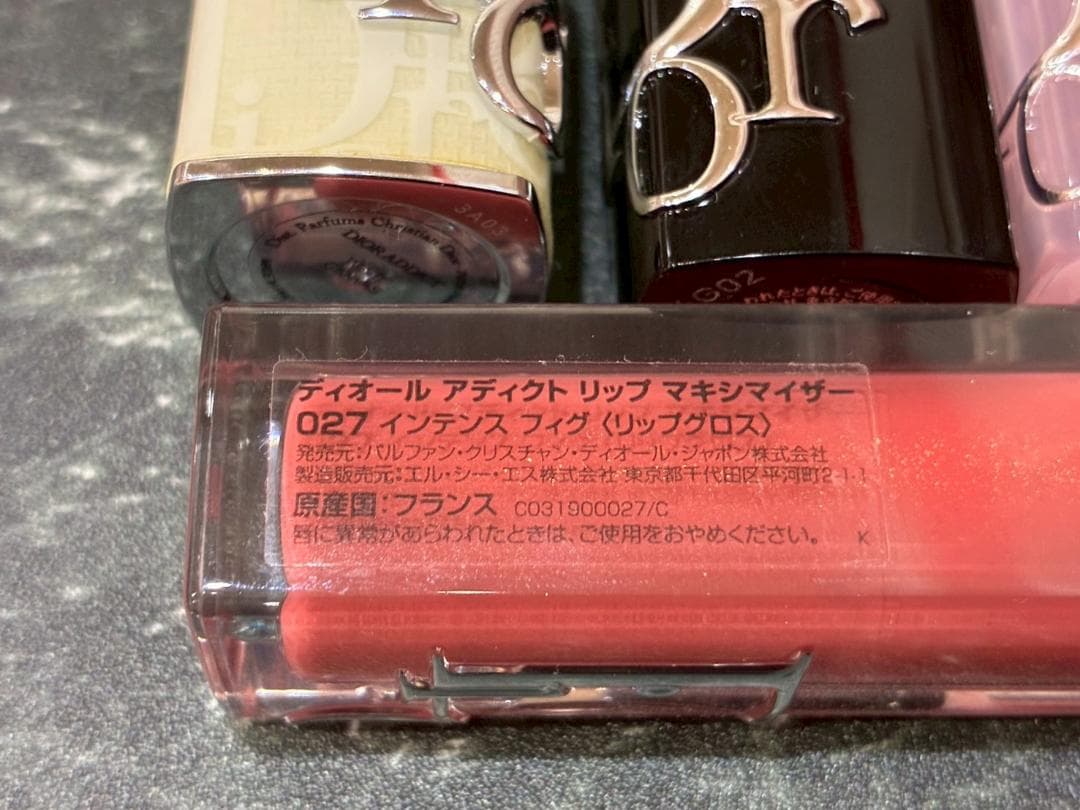 3A03
Parfums Christian Dior
DIOR ADDICT
G02
ディオール アディクト リップ マキシマイザー
027 インテンス フィグ〈リップグロス〉
発売元:パルファン・クリスチャン・ディオール・ジャポン株式会社
製造販売元:エル・シー・エス株式会社 東京都千代田区平河町2-1-1
原産国:フランス C031900027/C
唇に異常があらわれたときは、ご使用をおやめください。 K